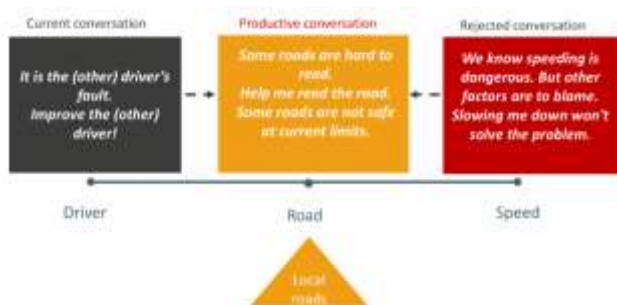 Current conversation
Productive conversation
Rejected conversation
It is the (other) driver's
fault.
Improve the (other)
driver!
Some roads are hard to
read.
Help me read the road.
Some roads are not safe
at current limits.
We know speeding is
dangerous. But other
factors are to blame.
Slowing me down won't
solve the problem.
Driver
Road
Speed
Local
roads